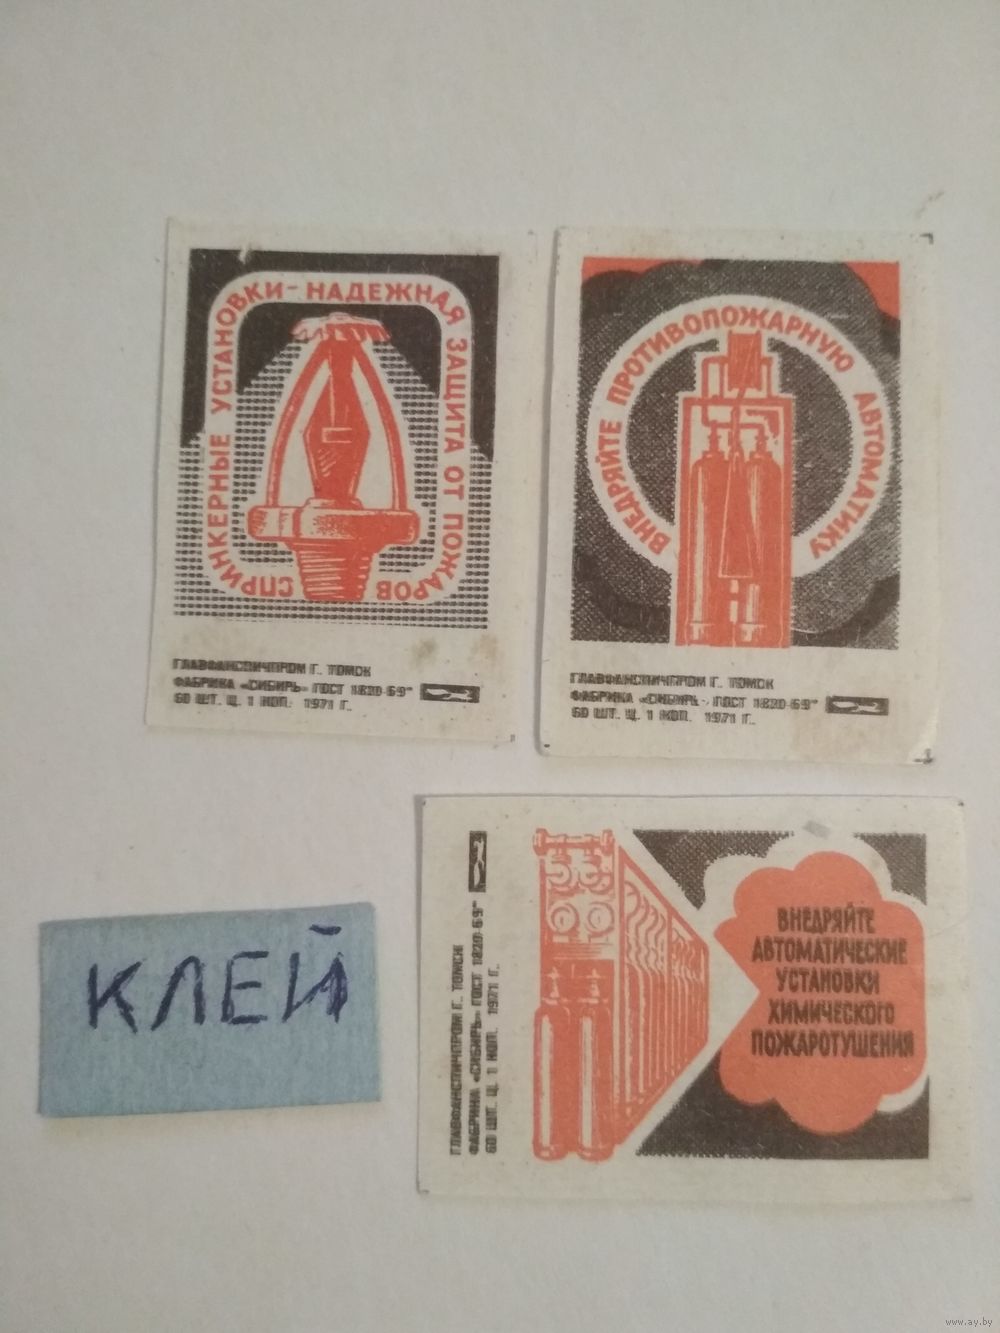 СПРИНКЕРНЫЕ УСТАНОВКИ - НАДЕЖНАЯ ЗАЩИТА ОТ ПОЖАРОВ
ГЛАВФАНСПИЧПРОМ Г.. ТОМСК
ФАБРИКА «СИБИРЬ» ГОСТ 1820-69"
60 ШТ. Ц. 1 КОП. 1971 Г..
ВНЕДРЯЙТЕ ПРОТИВОПОЖАРНУЮ АВТОМАТИКУ
ГЛАВФАНСПИЧПРОМ Г.. ТОМСК
ФАБРИКА «СИБИРЬ» ГОСТ 1820-69"
60 ШТ. Ц. 1 КОП. 1971 Г..
КЛЕЙ
ГЛАВФАНСПИЧПРОМ Г.. ТОМСК
ФАБРИКА «СИБИРЬ» ГОСТ 1820-69"
60 ШТ. Ц. 1 КОП. 1971 Г..
ВНЕДРЯЙТЕ
АВТОМАТИЧЕСКИЕ
УСТАНОВКИ
ХИМИЧЕСКОГО
ПОЖАРОТУШЕНИЯ
www.ay.by